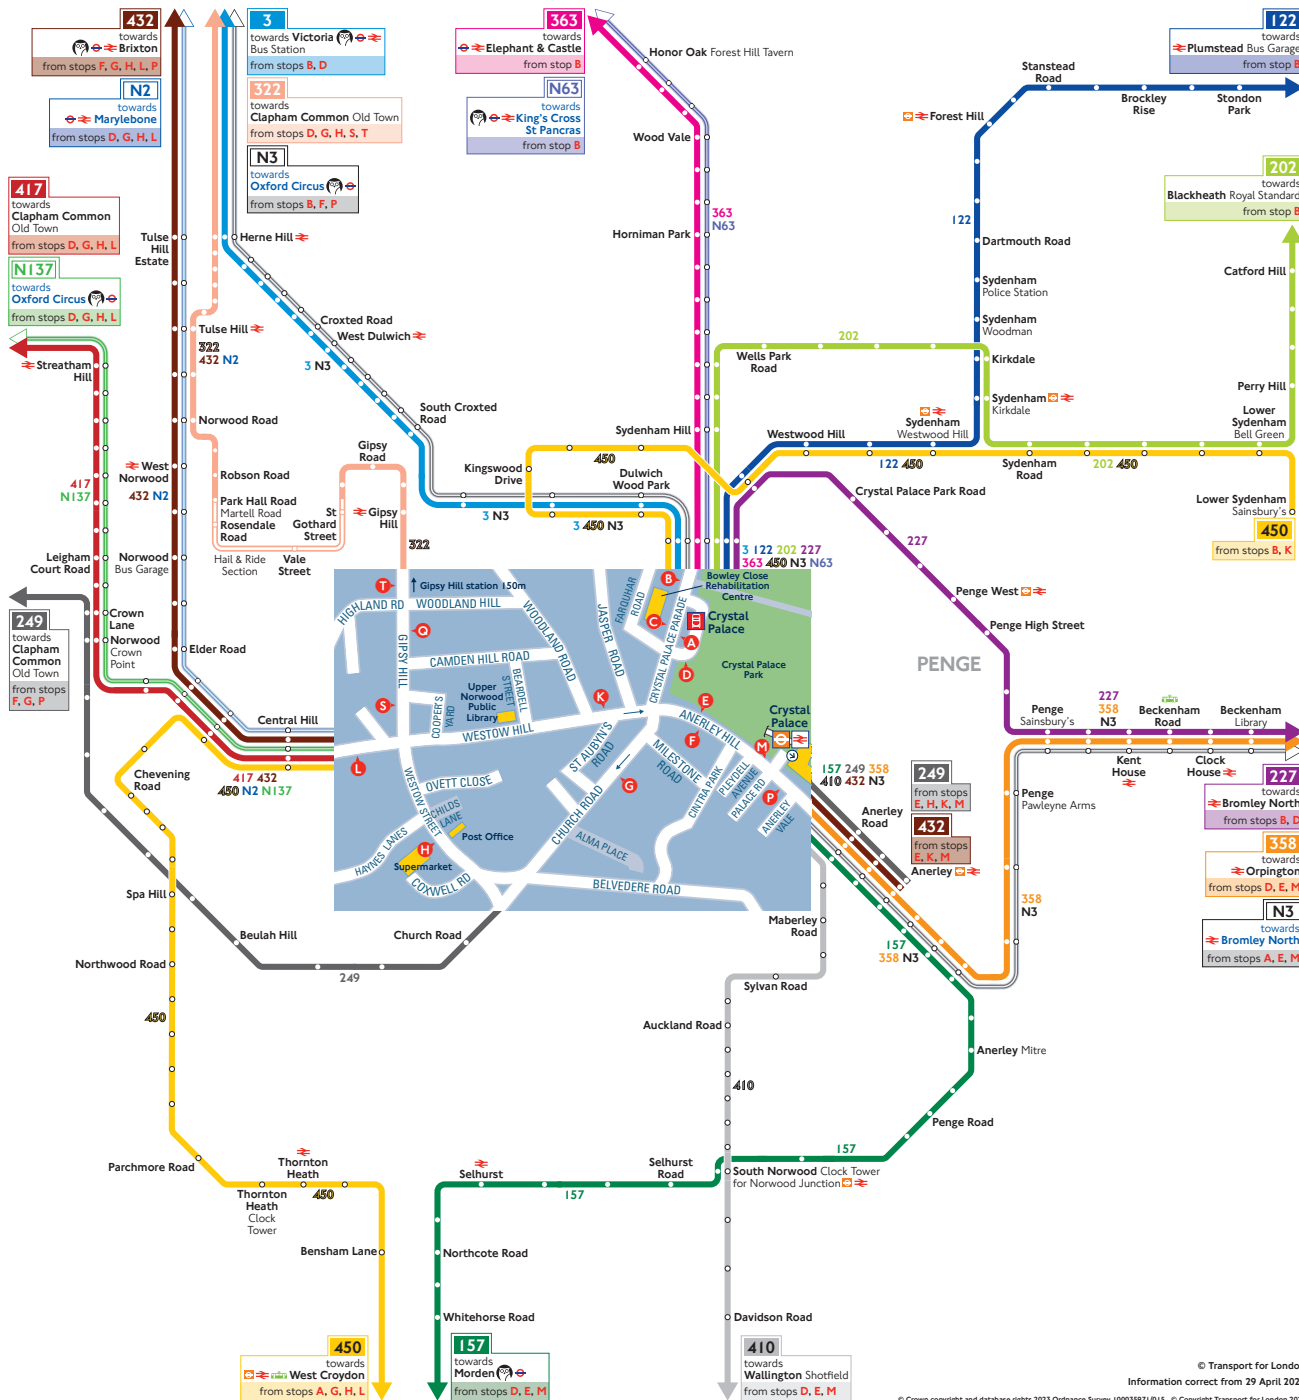 432
towards
Brixton
from stops F, G, H, L, P
N2
towards
Marylebone
from stops D, G, H, L
3
towards Victoria
Bus Station
from stops B, D
322
towards
Clapham Common Old Town
from stops D, G, H, S, T
N3
towards
Oxford Circus
from stops B, F, P
363
towards
Elephant & Castle
from stop B
N63
towards
King's Cross
St Pancras
from stop B
122
towards
Plumstead Bus Garage
from stop B
202
towards
Blackheath Royal Standard
from stop B
417
towards
Clapham Common
Old Town
from stops D, G, H, L
N137
towards
Oxford Circus
from stops D, G, H, L
Honor Oak Forest Hill Tavern
Wood Vale
363
N63
Horniman Park
Sydenham Hill
Stanstead
Road
Brockley
Rise
Stondon
Park
Forest Hill
122
Dartmouth Road
Sydenham
Police Station
Sydenham
Woodman
Kirkdale
Sydenham
Kirkdale
202
Wells Park
Road
Catford Hill
Perry Hill
Lower
Sydenham
Bell Green
Westwood Hill
Sydenham
Westwood Hill
122 450
Sydenham
Road
202 450
Lower Sydenham
Sainsbury's
450
from stops B, K
Tulse
Hill
Estate
Herne Hill
Tulse Hill
322
432 N2
Croxted Road
West Dulwich
3 N3
Streatham
Hill
Norwood Road
South Croxted
Road
Gipsy
Road
Kingswood
Drive
450
Dulwich
Wood Park
3 N3
3 450 N3
West
Norwood
432 N2
417
N137
Robson Road
Park Hall Road
Martell Road
Rosendale
Road
Hail & Ride
Section
St
Gothard
Street
Vale
Street
Gipsy
Hill
322
Leigham
Court Road
Norwood
Bus Garage
Crown
Lane
Norwood
Crown
Point
Elder Road
249
towards
Clapham
Common
Old Town
from stops
F, G, P
Central Hill
417 432
450 N2 N137
Chevening
Road
Crystal Palace Park Road
227
Penge West
Penge High Street
PENGE
3 122 202 227
363 450 N3 N63
Penge
Sainsbury's
227
358
N3
Beckenham
Road
Beckenham
Library
Kent
House
Clock
House
Penge
Pawleyne Arms
227
towards
Bromley North
from stops B, D
358
towards
Orpington
from stops D, E, M
N3
towards
Bromley North
from stops A, E, M
T
Gipsy Hill station 150m
HIGHLAND RD
WOODLAND HILL
Q
GIPSY HILL
CAMDEN HILL ROAD
WOODLAND ROAD
JASPER ROAD
FARQUHAR
ROAD
CRYSTAL PALACE PARADE
B
C
A
D
E
F
Bowley Close
Rehabilitation
Centre
Crystal
Palace
Crystal Palace
Park
S
COOPER'S
YARD
Upper
Norwood
Public
Library
BEARDELL
STREET
K
WESTOW HILL
L
ST AUBYN'S
ROAD
ANERLEY HILL
Crystal
Palace
M
MILESTONE
ROAD
CINTRA PARK
PLEYDELL
AVENUE
PALACE RD
P
ANERLEY
VALE
G
OVETT CLOSE
WESTOW STREET
CHILDS
LANE
Post Office
HAYNES LANES
H
Supermarket
COXWELL RD
CHURCH ROAD
ALMA PLACE
BELVEDERE ROAD
157 249 358
410 432 N3
Anerley
Road
249
from stops
E, H, K, M
432
from stops
E, K, M
Anerley
358
N3
157
358 N3
Spa Hill
Northwood Road
450
Beulah Hill
Church Road
249
Maberley
Road
Sylvan Road
Auckland Road
410
Anerley Mitre
Penge Road
157
Parchmore Road
Thornton
Heath
450
Thornton
Heath
Clock
Tower
Selhurst
157
Selhurst
Road
South Norwood Clock Tower
for Norwood Junction
Bensham Lane
Northcote Road
Whitehorse Road
Davidson Road
450
towards
West Croydon
from stops A, G, H, L
157
towards
Morden
from stops D, E, M
410
towards
Wallington Shotfield
from stops D, E, M
© Transport for Londo
Information correct from 29 April 202